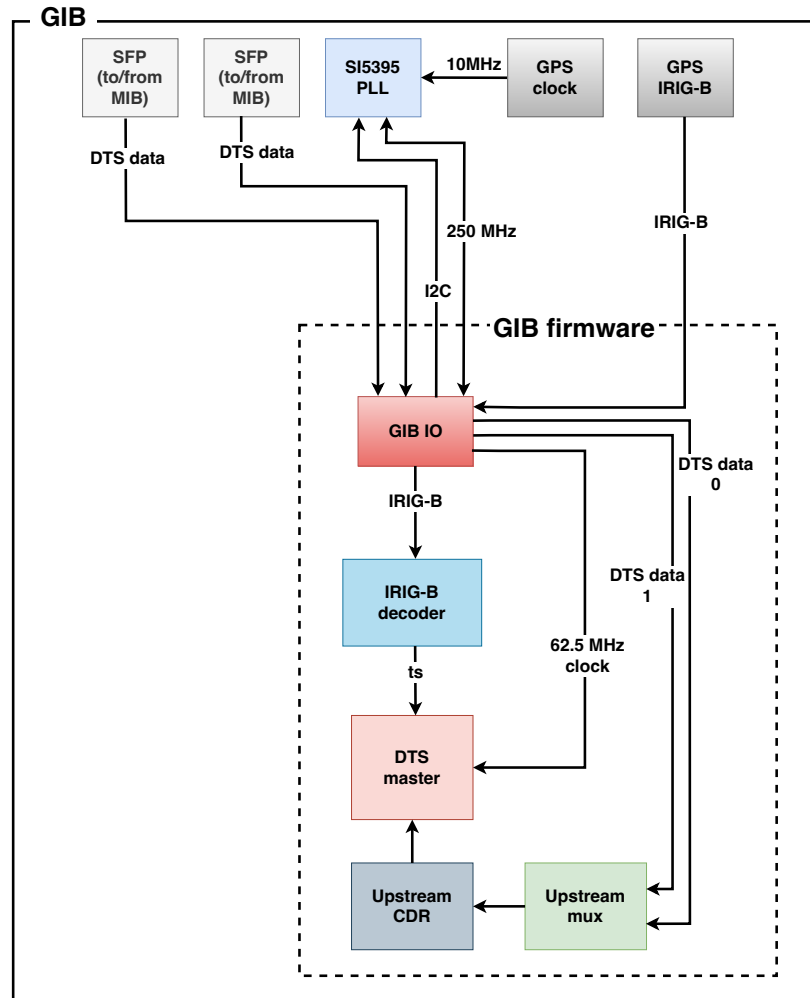 GIB
SFP
(to/from
MIB)
SFP
(to/from
MIB)
SI5395
PLL
10MHz
GPS
clock
GPS
IRIG-B
DTS data
DTS data
250 MHz
IRIG-B
I2C
GIB firmware
GIB IO
DTS data
0
IRIG-B
DTS data
1
IRIG-B
decoder
62.5 MHz
clock
ts
DTS
master
Upstream
CDR
Upstream
mux